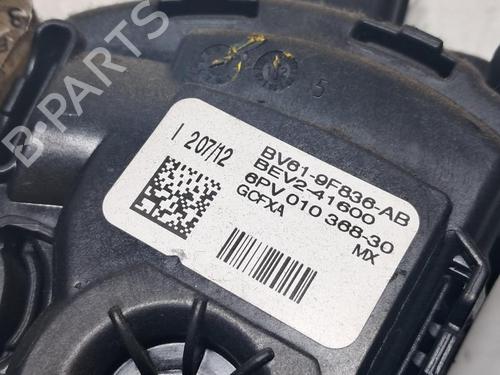 B-PARTS
5
I 207/12
BV61-9F836-AB
BEV2-41600
6PV 010 368-30
GCFXA
MX